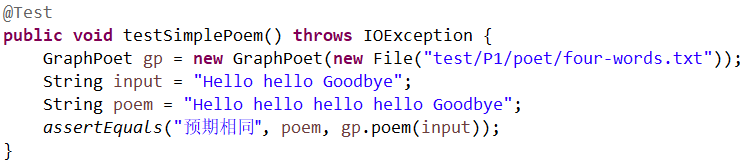 @Test
public void testSimplePoem() throws IOException {
    GraphPoet gp = new GraphPoet(new File("test/P1/poet/four-words.txt"));
    String input = "Hello hello Goodbye";
    String poem = "Hello hello hello hello Goodbye";
    assertEquals("预期相同", poem, gp.poem(input));
}